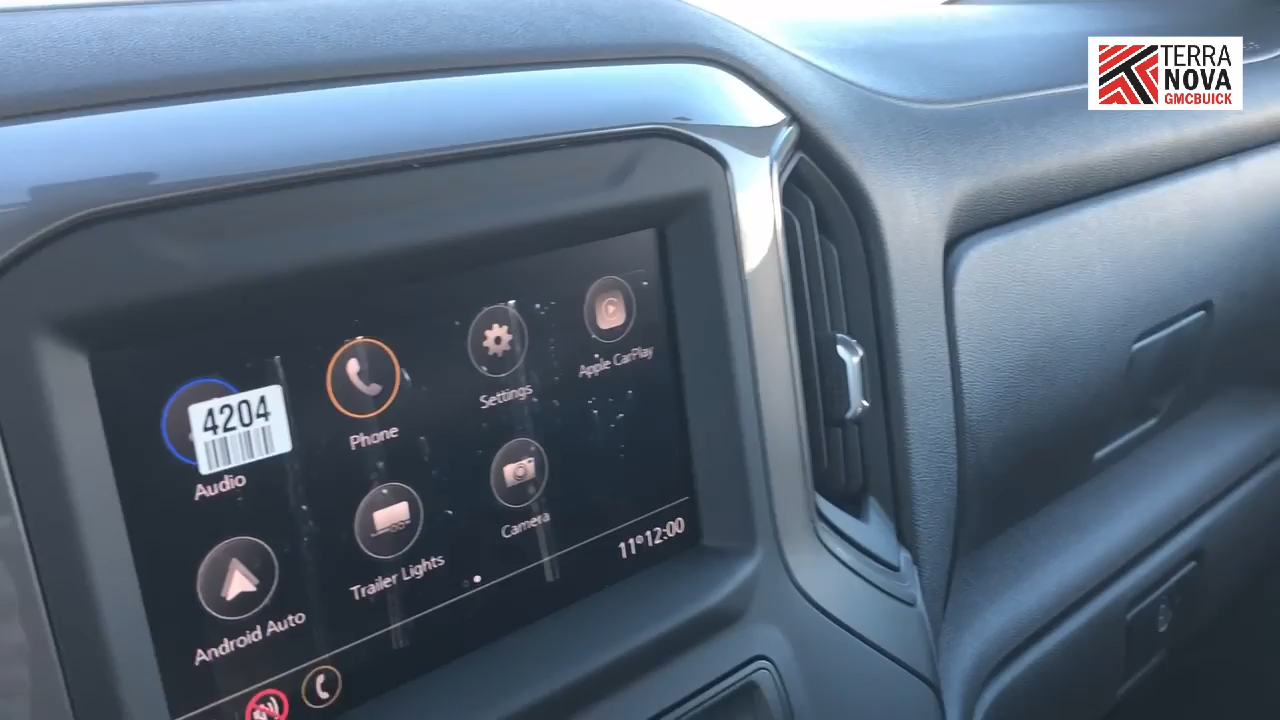 TERRA
NOVA
GMCBUICK
4204
Audio
Phone
Settings
Apple CarPlay
Android Auto
Trailer Lights
Camera
11° 12:00